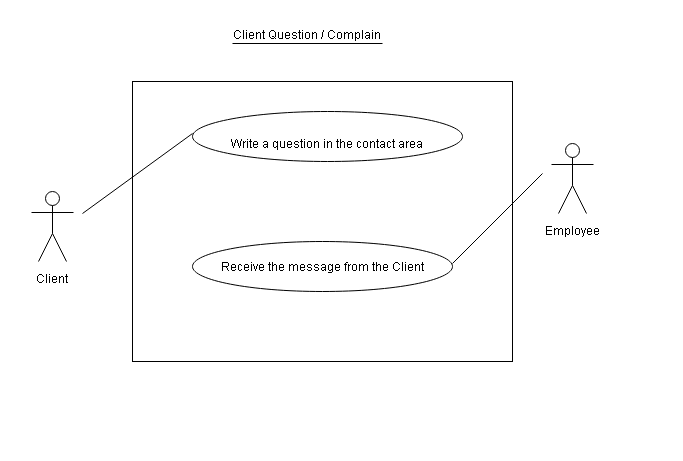 Client Question / Complain
Write a question in the contact area
Employee
Receive the message from the Client
Client